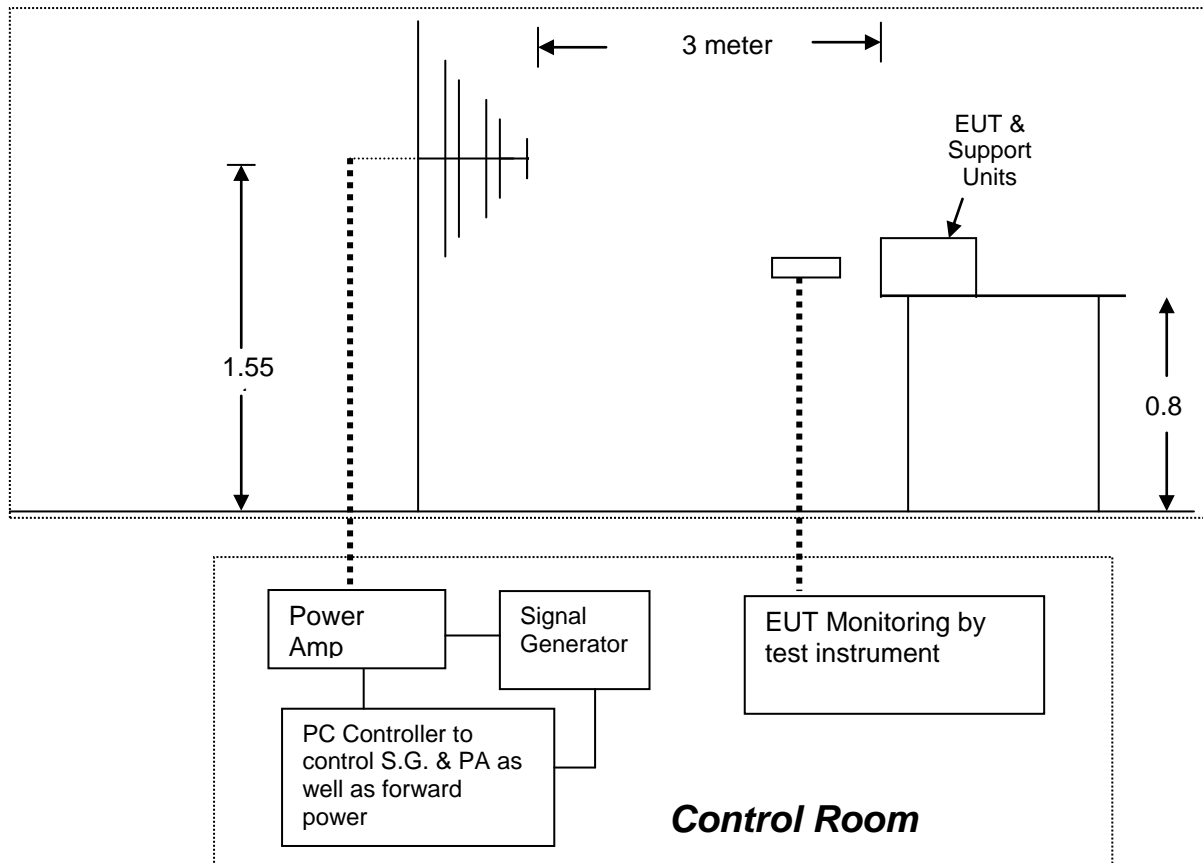 3 meter
EUT &
Support
Units
1.55
0.8
Power
Amp
Signal
Generator
EUT Monitoring by
test instrument
PC Controller to
control S.G. & PA as
well as forward
power
Control Room